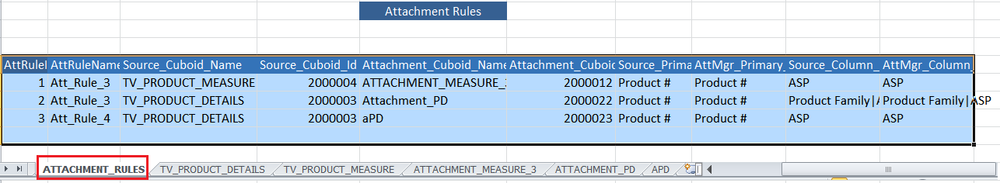 Attachment Rules
AttRuleI AttRuleName Source_Cuboid_Name Source_Cuboid_Id Attachment_Cuboid_Name Attachment_Cuboid Source_Prima AttMgr_Primary_ Source_Column_ AttMgr_Column_
1 Att_Rule_3 TV_PRODUCT_MEASURE 2000004 ATTACHMENT_MEASURE_3 2000012 Product # Product # ASP ASP
2 Att_Rule_3 TV_PRODUCT_DETAILS 2000003 Attachment_PD 2000022 Product # Product # Product Family|A Product Family|ASP
3 Att_Rule_4 TV_PRODUCT_DETAILS 2000003 aPD 2000023 Product # Product # ASP ASP
ATTACHMENT_RULES TV_PRODUCT_DETAILS TV_PRODUCT_MEASURE ATTACHMENT_MEASURE_3 ATTACHMENT_PD APD